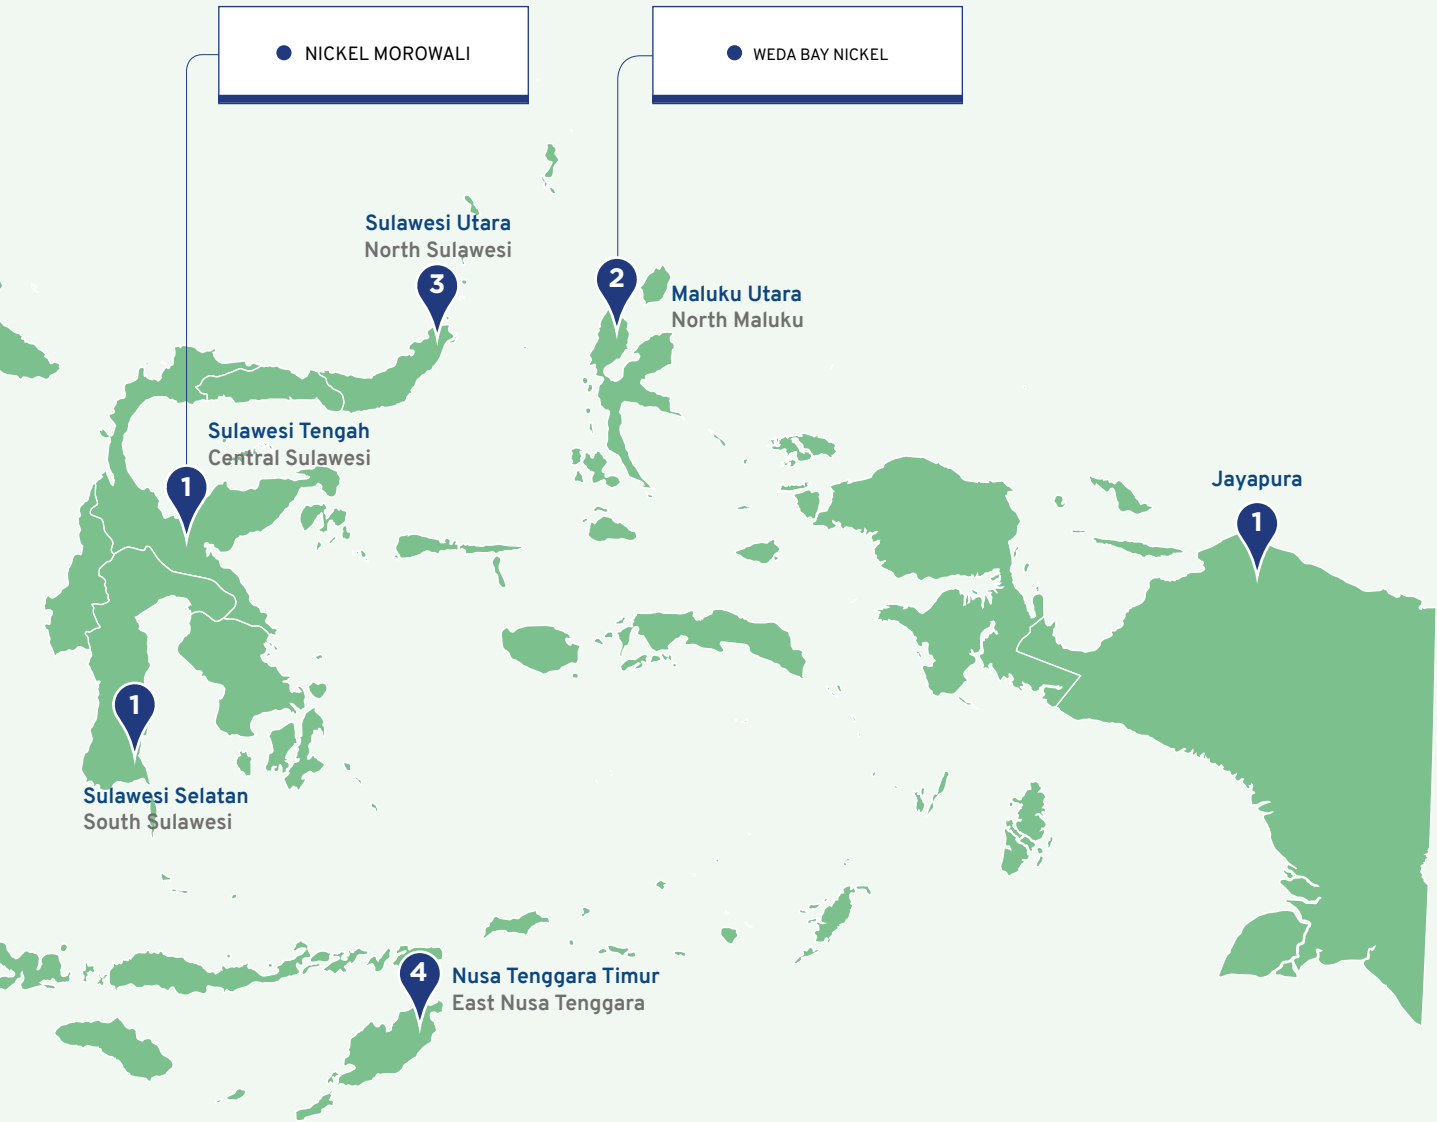 NICKEL MOROWALI
WEDA BAY NICKEL
Sulawesi Utara
North Sulawesi
3
2
Maluku Utara
North Maluku
Sulawesi Tengah
Central Sulawesi
1
Jayapura
1
1
Sulawesi Selatan
South Sulawesi
4
Nusa Tenggara Timur
East Nusa Tenggara